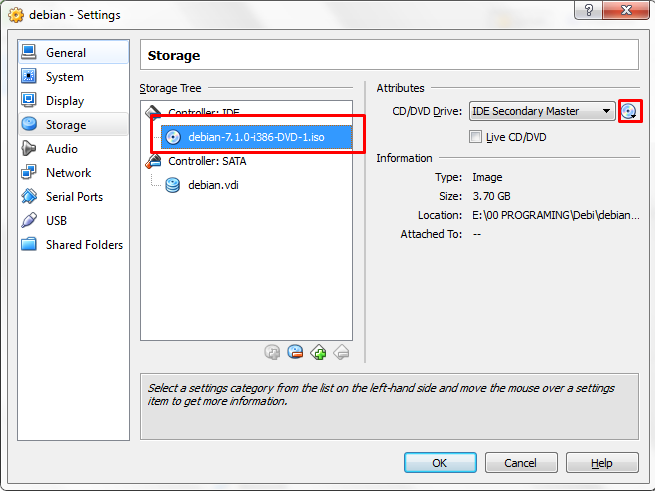 debian - Settings
?
General
System
Display
Storage
Audio
Network
Serial Ports
USB
Shared Folders
Storage
Storage Tree
Controller: IDE
debian-7.1.0-i386-DVD-1.iso
Controller: SATA
debian.vdi
Attributes
CD/DVD Drive: IDE Secondary Master
Live CD/DVD
Information
Type: Image
Size: 3.70 GB
Location: E:\00 PROGRAMING\Debi\debian...
Attached To: --
Select a settings category from the list on the left-hand side and move the mouse over a settings
item to get more information.
OK Cancel Help